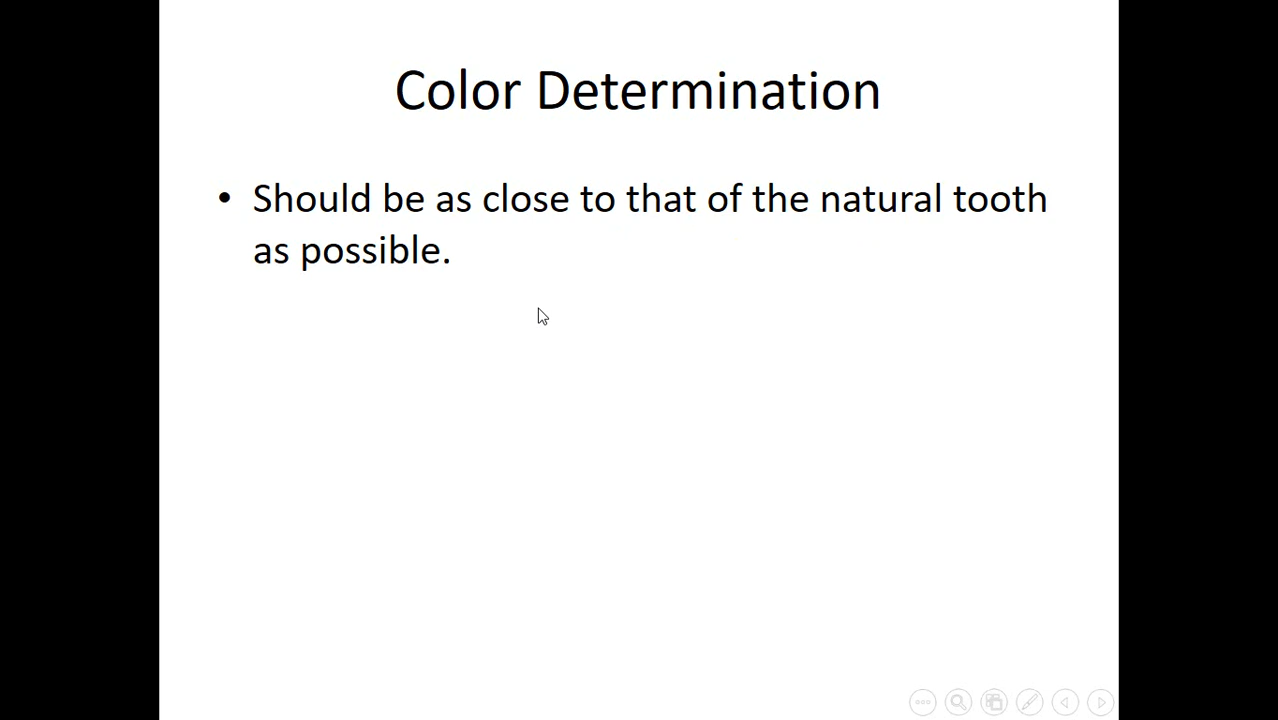 Color Determination
• Should be as close to that of the natural tooth
as possible.